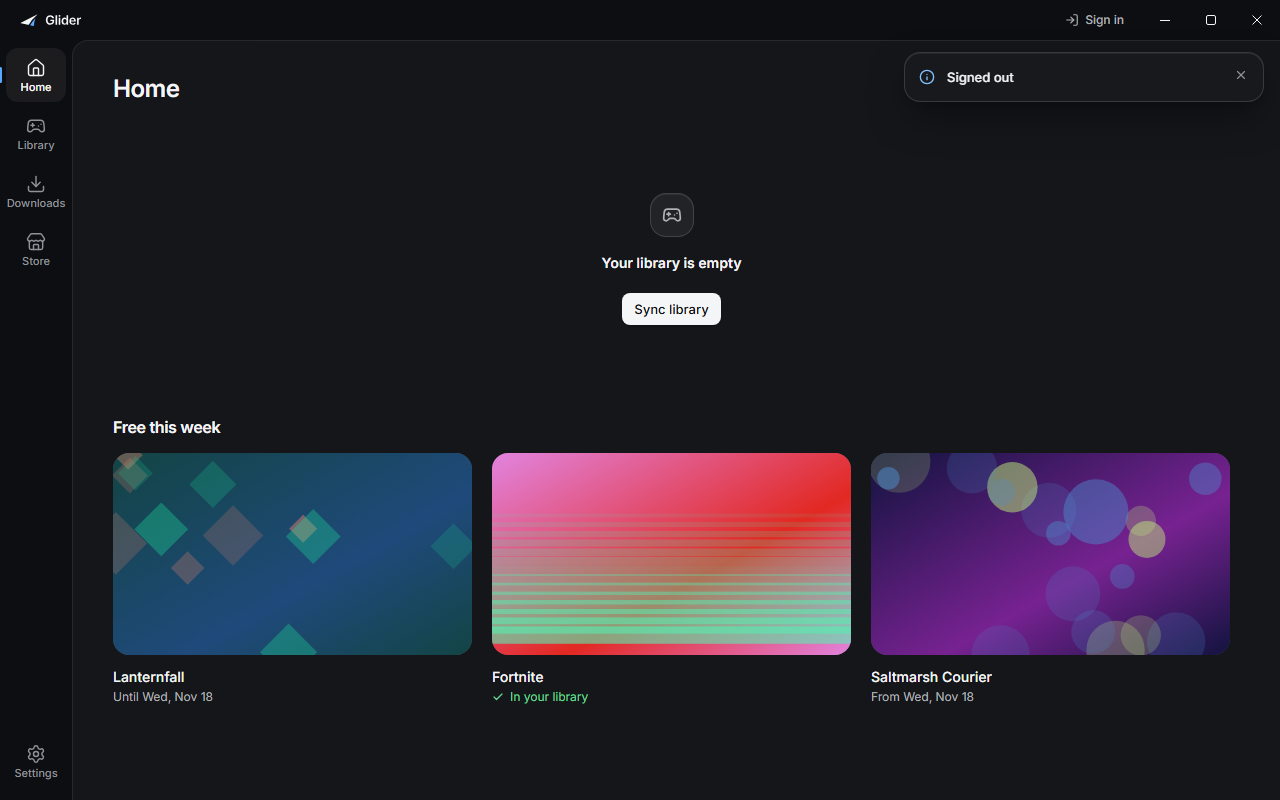 Glider
Sign in
Home
Library
Downloads
Store
Settings
Home
Signed out
Your library is empty
Sync library
Free this week
Lanternfall
Until Wed, Nov 18
Fortnite
In your library
Saltmarsh Courier
From Wed, Nov 18